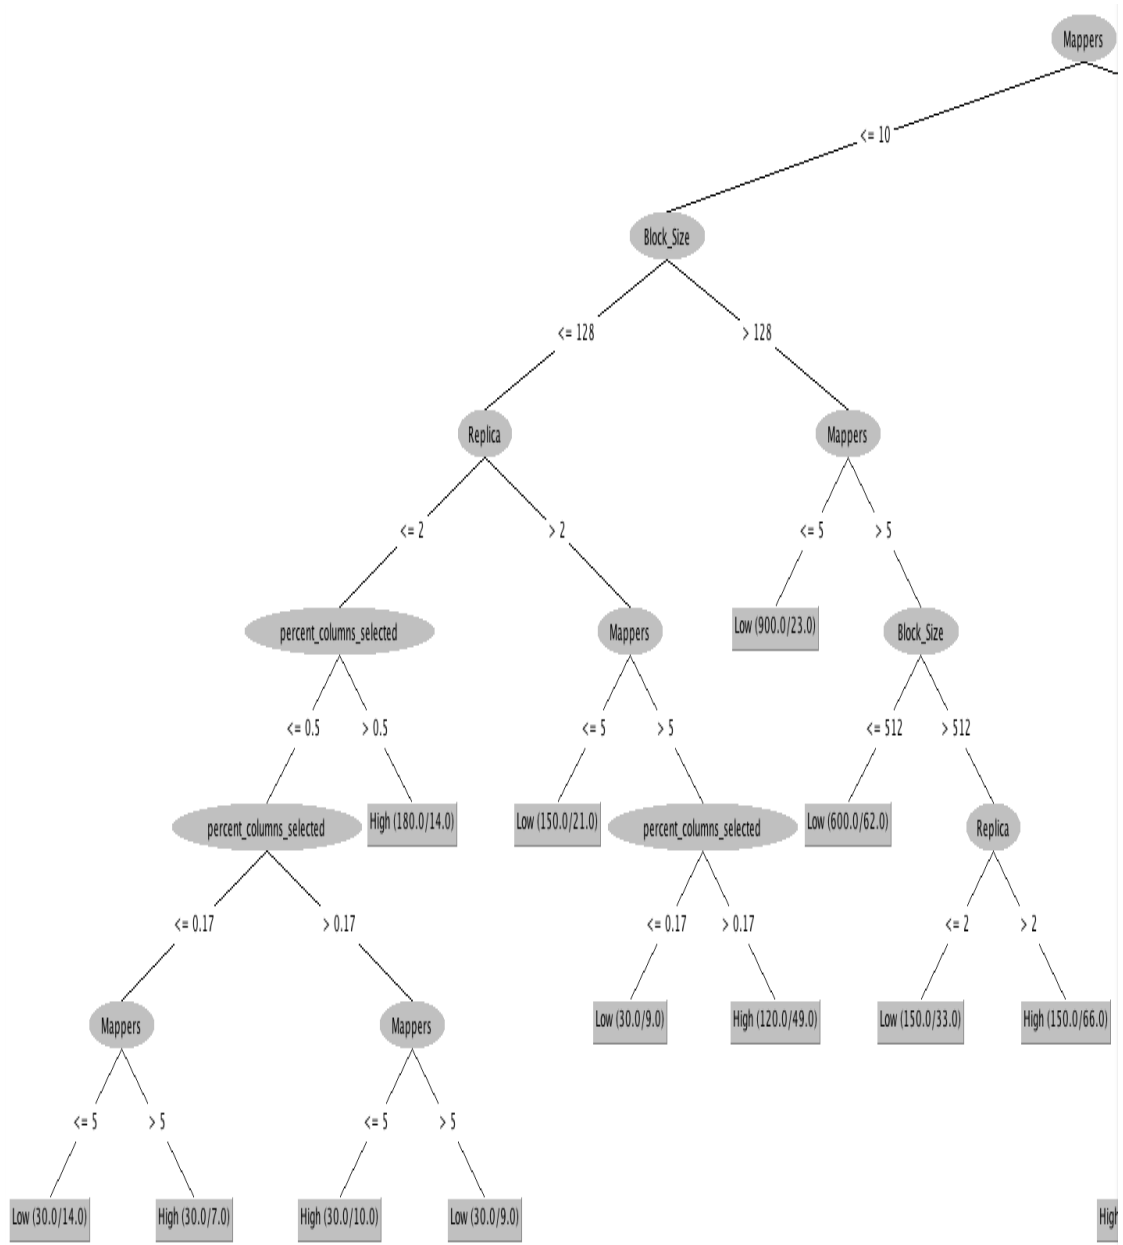 Mappers
<= 10
Block_Size
<= 128
> 128
Replica
Mappers
<= 2
> 2
<= 5
> 5
percent_columns_selected
Mappers
Low (900.0/23.0)
Block_Size
<= 0.5
> 0.5
<= 5
> 5
<= 512
> 512
percent_columns_selected
High (180.0/14.0)
Low (150.0/21.0)
percent_columns_selected
Low (600.0/62.0)
Replica
<= 0.17
> 0.17
<= 0.17
> 0.17
<= 2
> 2
Mappers
Mappers
Low (30.0/9.0)
High (120.0/49.0)
Low (150.0/33.0)
High (150.0/66.0)
<= 5
> 5
<= 5
> 5
Low (30.0/14.0)
High (30.0/7.0)
High (30.0/10.0)
Low (30.0/9.0)
High